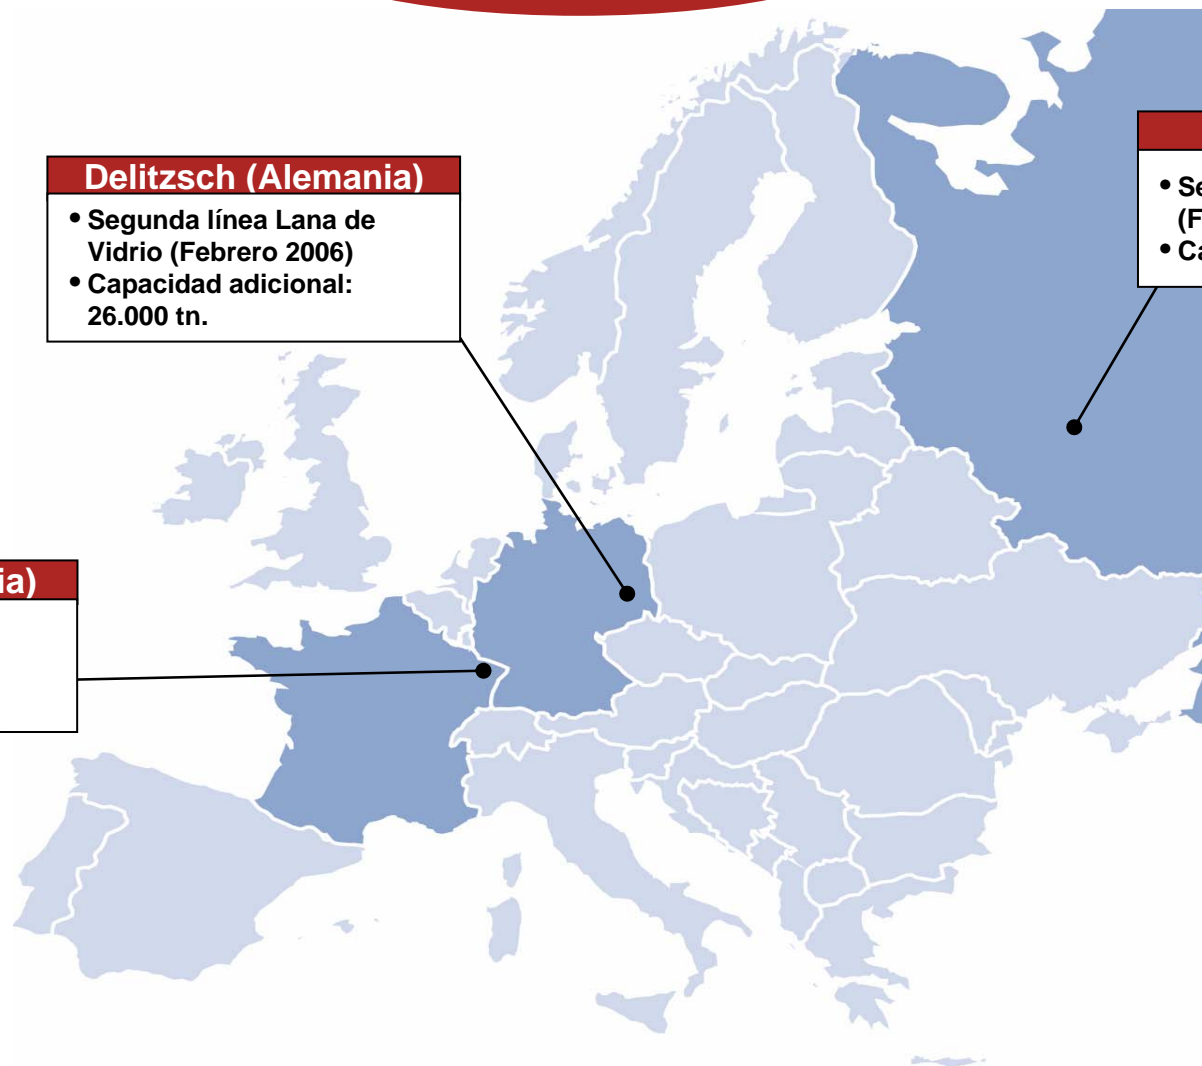 Delitzsch (Alemania)
• Segunda línea Lana de
Vidrio (Febrero 2006)
• Capacidad adicional:
26.000 tn.
• Se
(F
• Ca
ia)